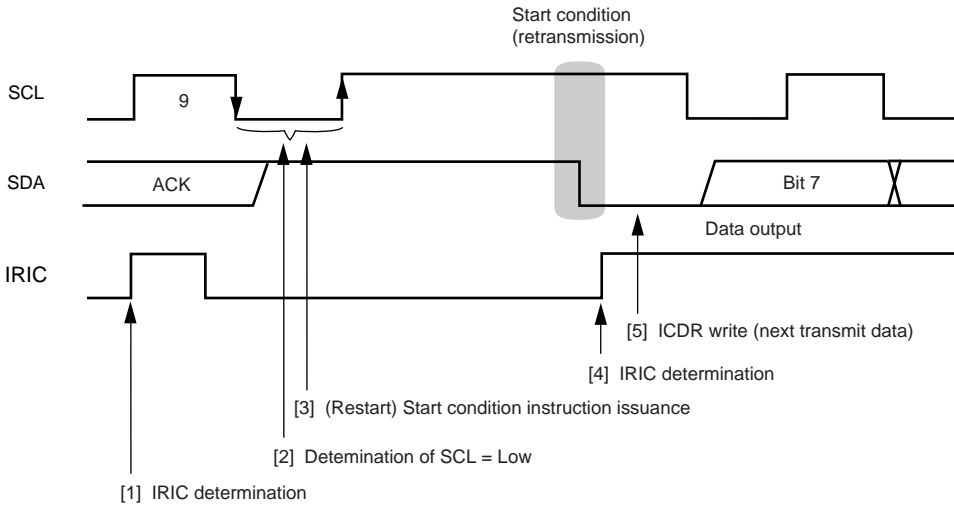 Start condition
(retransmission)
SCL
9
SDA
ACK
Bit 7
Data output
IRIC
[5] ICDR write (next transmit data)
[4] IRIC determination
[3] (Restart) Start condition instruction issuance
[2] Detemination of SCL = Low
[1] IRIC determination